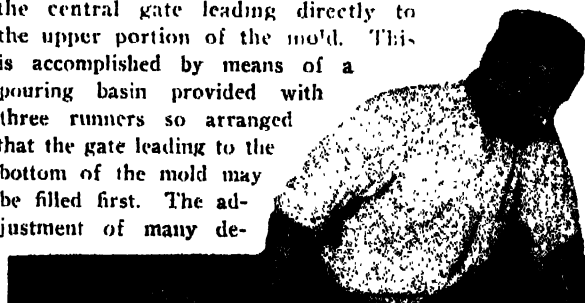 the central gate leading directly to
the upper portion of the mold. This
is accomplished by means of a
pouring basin provided with
three runners so arranged
that the gate leading to the
bottom of the mold may
be filled first. The ad-
justment of many de-